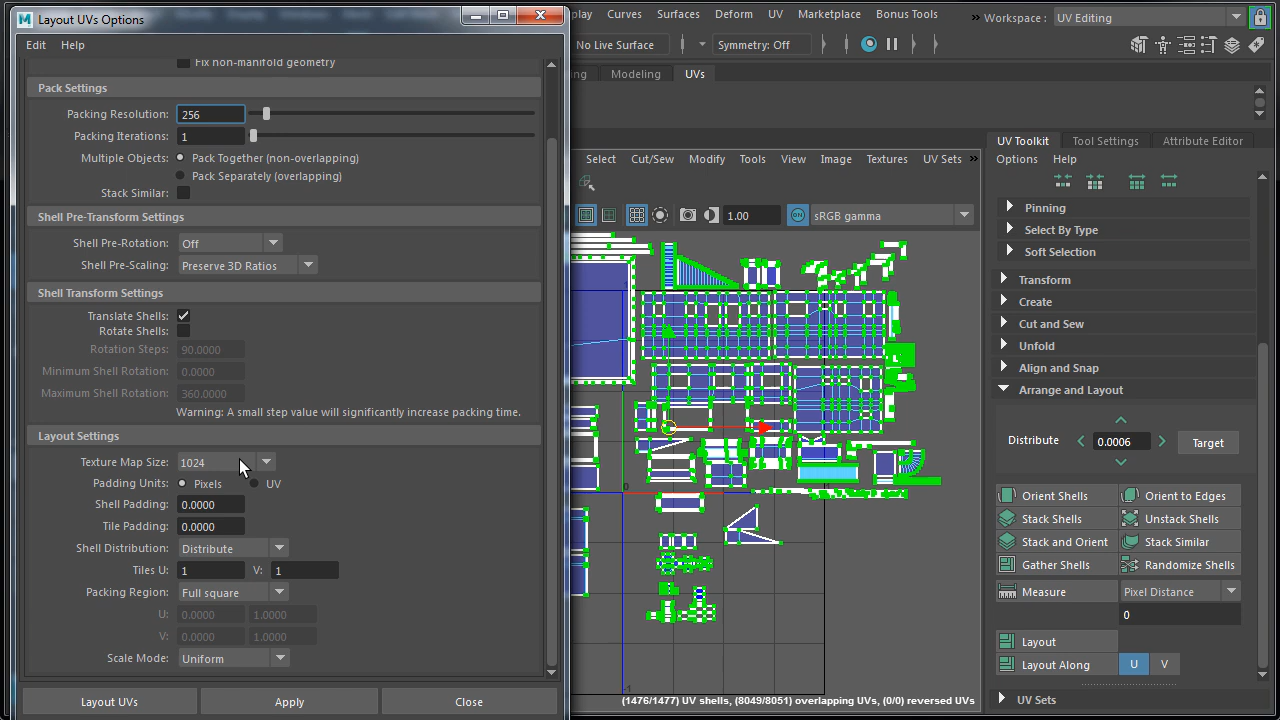 Layout UVs Options
Edit Help
Fix non-manifold geometry
Pack Settings
Packing Resolution: 256
Packing Iterations: 1
Multiple Objects: Pack Together (non-overlapping)
Pack Separately (overlapping)
Stack Similar:
Shell Pre-Transform Settings
Shell Pre-Rotation: Off
Shell Pre-Scaling: Preserve 3D Ratios
Shell Transform Settings
Translate Shells:
Rotate Shells:
Rotation Steps: 90.0000
Minimum Shell Rotation: 0.0000
Maximum Shell Rotation: 360.0000
Warning: A small step value will significantly increase packing time.
Layout Settings
Texture Map Size: 1024
Padding Units: Pixels UV
Shell Padding: 0.0000
Tile Padding: 0.0000
Shell Distribution: Distribute
Tiles U: 1 V: 1
Packing Region: Full square
U: 0.0000 1.0000
V: 0.0000 1.0000
Scale Mode: Uniform
Layout UVs Apply Close
play Curves Surfaces Deform UV Marketplace Bonus Tools » Workspace : UV Editing
No Live Surface Symmetry: Off
ng Modeling UVs
Select Cut/Sew Modify Tools View Image Textures UV Sets »
1.00 ON sRGB gamma
0
-1
(1476/1477) UV shells, (8049/8051) overlapping UVs, (0/0) reversed UVs
UV Toolkit Tool Settings Attribute Editor
Options Help
Pinning
Select By Type
Soft Selection
Transform
Create
Cut and Sew
Unfold
Align and Snap
Arrange and Layout
Distribute 0.0006 Target
Orient Shells Orient to Edges
Stack Shells Unstack Shells
Stack and Orient Stack Similar
Gather Shells Randomize Shells
Measure Pixel Distance
0
Layout
Layout Along U V
UV Sets